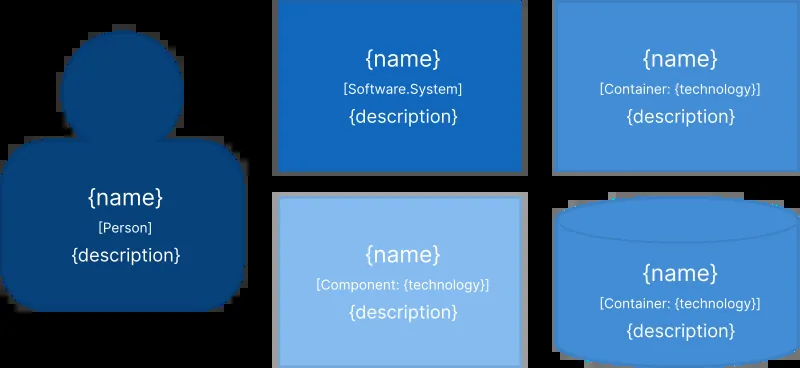 {name}
[Person]
{description}
{name}
[Software.System]
{description}
{name}
[Container: {technology}]
{description}
{name}
[Component: {technology}]
{description}
{name}
[Container: {technology}]
{description}